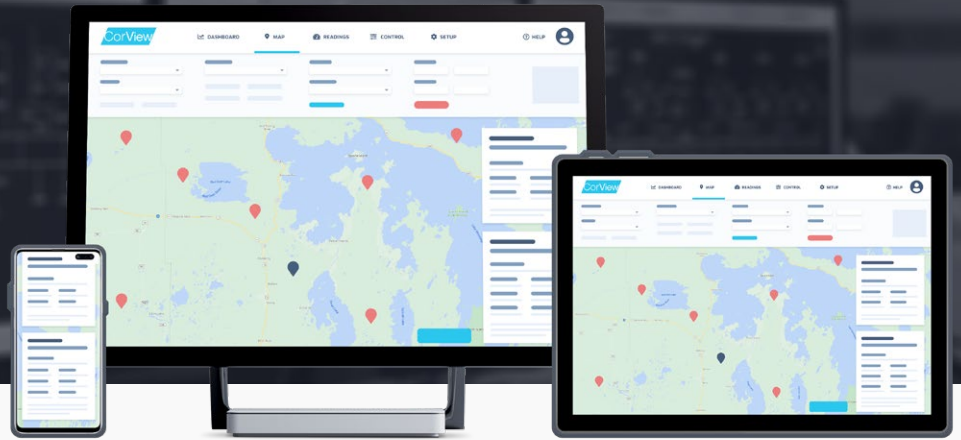 CorView
DASHBOARD
MAP
READINGS
CONTROL
SETUP
HELP
CorView
DASHBOARD
MAP
READINGS
CONTROL
SETUP
HELP